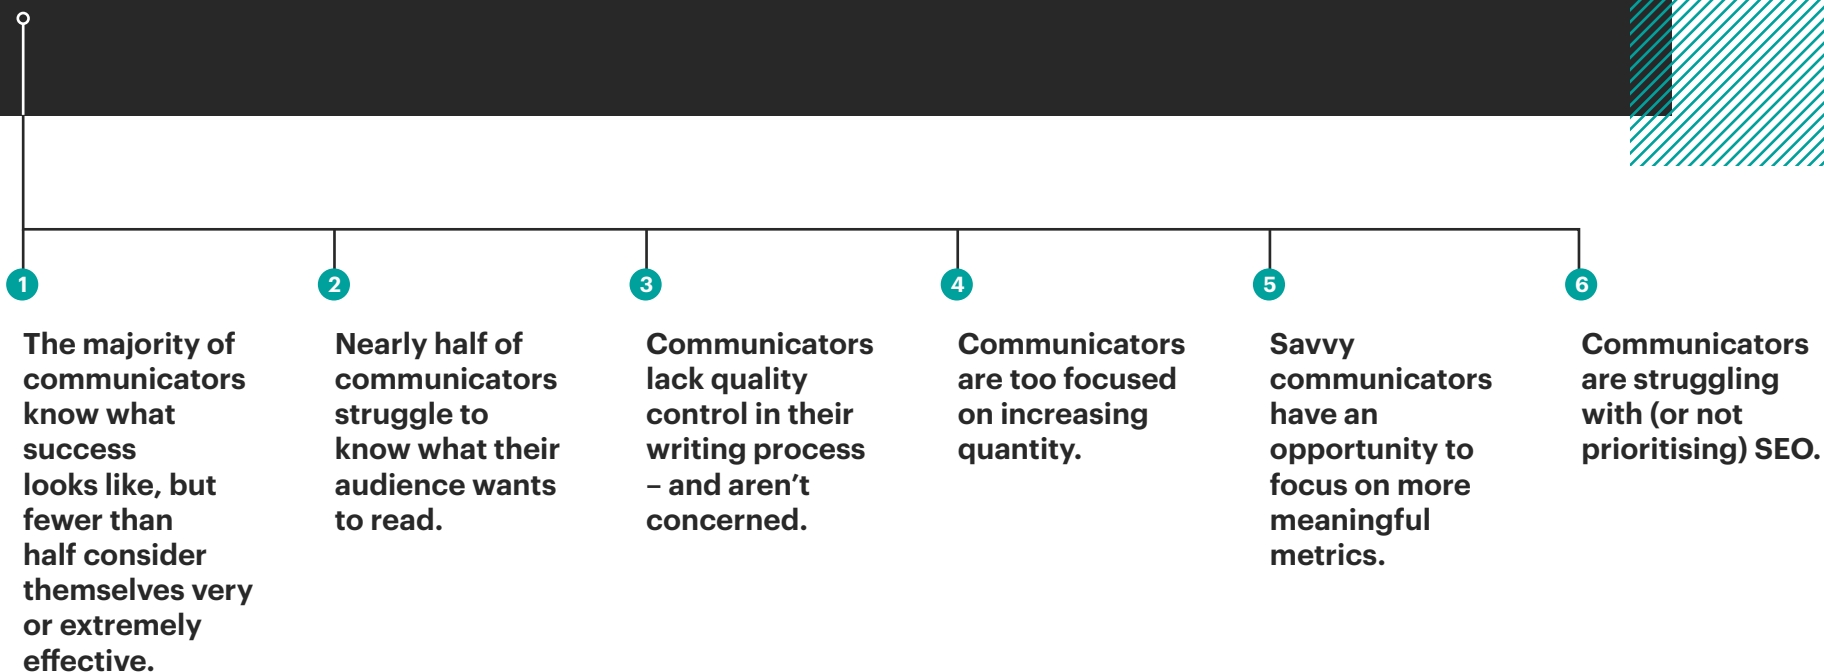 1
The majority of
communicators
know what
success
looks like, but
fewer than
half consider
themselves very
or extremely
effective.
2
Nearly half of
communicators
struggle to
know what their
audience wants
to read.
3
Communicators
lack quality
control in their
writing process
– and aren’t
concerned.
4
Communicators
are too focused
on increasing
quantity.
5
Savvy
communicators
have an
opportunity to
focus on more
meaningful
metrics.
6
Communicators
are struggling
with (or not
prioritising) SEO.